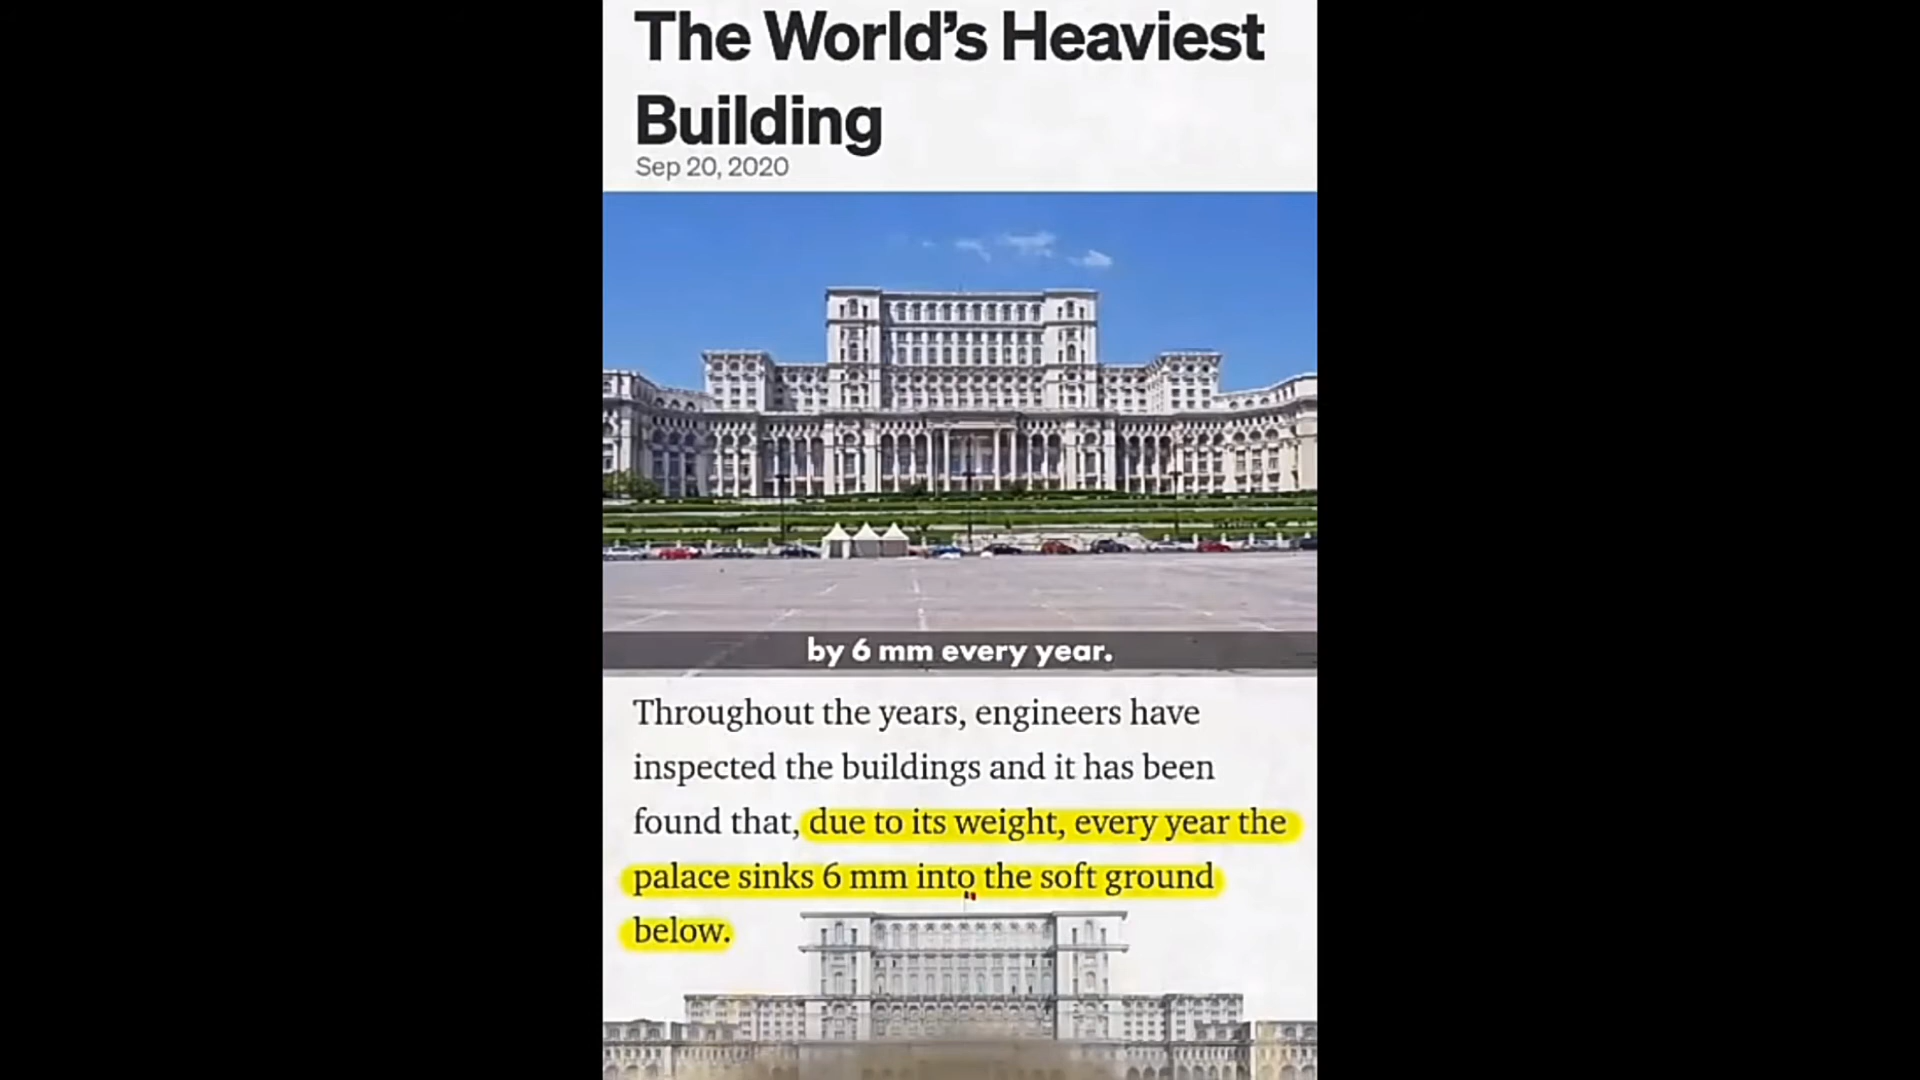 The World's Heaviest
Building
Sep 20, 2020
by 6 mm every year.
Throughout the years, engineers have
inspected the buildings and it has been
found that, due to its weight, every year the
palace sinks 6 mm into the soft ground
below.